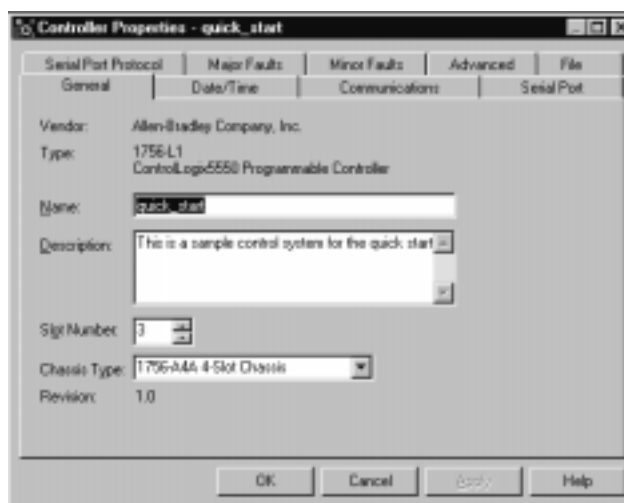 Controller Properties - quick_start
Serial Port Protocol Major Faults Minor Faults Advanced File
General Date/Time Communications Serial Port
Vendor: Allen-Bradley Company, Inc.
Type: 1756-L1
ControlLogix5550 Programmable Controller
Name: quick_start
Description: This is a sample control system for the quick start
Slot Number: 3
Chassis Type: 1756-A4A 4-Slot Chassis
Revision: 1.0
OK Cancel Apply Help